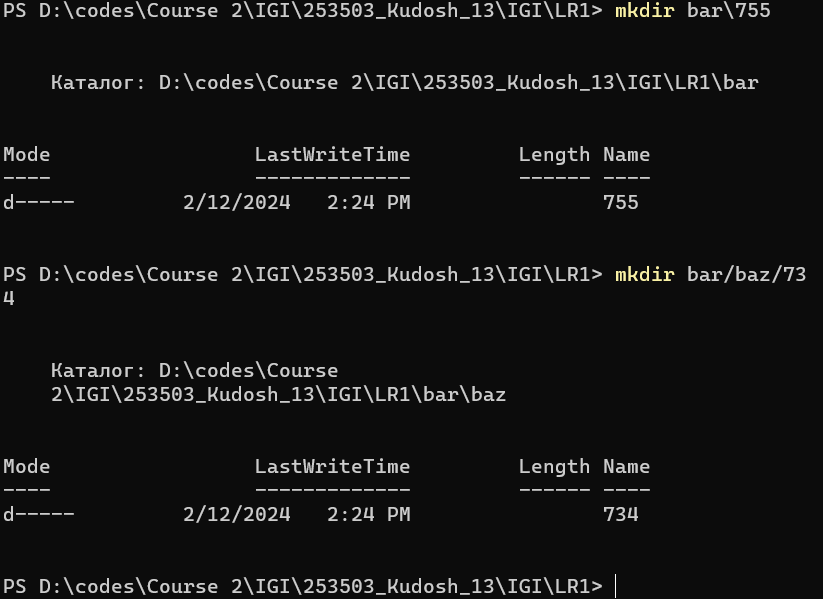 PS D:\codes\Course 2\IGI\253503_Kudosh_13\IGI\LR1> mkdir bar\755
Каталог: D:\codes\Course 2\IGI\253503_Kudosh_13\IGI\LR1\bar
Mode                 LastWriteTime         Length Name
----                 -------------         ------ ----
d-----         2/12/2024   2:24 PM                755
PS D:\codes\Course 2\IGI\253503_Kudosh_13\IGI\LR1> mkdir bar/baz/73
4
Каталог: D:\codes\Course
2\IGI\253503_Kudosh_13\IGI\LR1\bar\baz
Mode                 LastWriteTime         Length Name
----                 -------------         ------ ----
d-----         2/12/2024   2:24 PM                734
PS D:\codes\Course 2\IGI\253503_Kudosh_13\IGI\LR1>